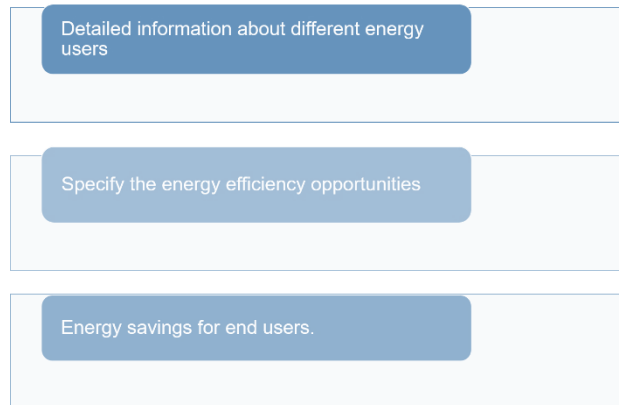 Detailed information about different energy
users
Specify the energy efficiency opportunities
Energy savings for end users.